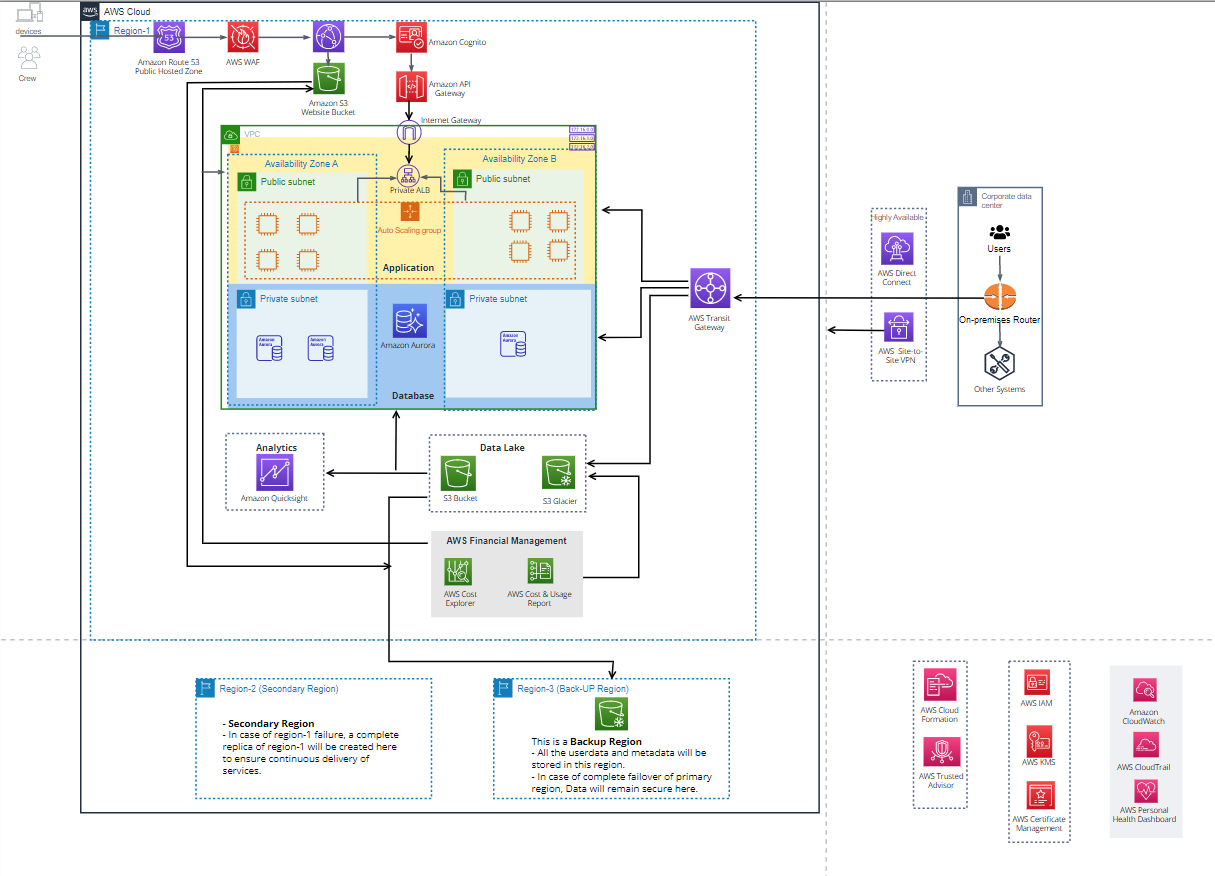 devices
Crew
aws
AWS Cloud
Region-1
53
Amazon Route 53
Public Hosted Zone
AWS WAF
Amazon Cognito
Amazon S3
Website Bucket
Amazon API
Gateway
Internet Gateway
VPC
172.16.0.0
172.16.1.0
172.16.2.0
Availability Zone A
Availability Zone B
Public subnet
Public subnet
Private ALB
Auto Scaling group
Application
Private subnet
Private subnet
Amazon
Aurora
Amazon
Aurora
Amazon Aurora
Amazon
Aurora
Database
AWS Transit
Gateway
Highly Available
AWS Direct
Connect
AWS Site-to-
Site VPN
Corporate data
center
Users
On-premises Router
Other Systems
Analytics
Amazon Quicksight
Data Lake
S3 Bucket
S3 Glacier
AWS Financial Management
AWS Cost
Explorer
AWS Cost & Usage
Report
Region-2 (Secondary Region)
- Secondary Region
- In case of region-1 failure, a complete
replica of region-1 will be created here
to ensure continuous delivery of
services.
Region-3 (Back-UP Region)
This is a Backup Region
- All the userdata and metadata will be
stored in this region.
- In case of complete failover of primary
region, Data will remain secure here.
AWS Cloud
Formation
AWS Trusted
Advisor
AWS IAM
AWS KMS
AWS Certificate
Management
Amazon
CloudWatch
AWS CloudTrail
AWS Personal
Health Dashboard